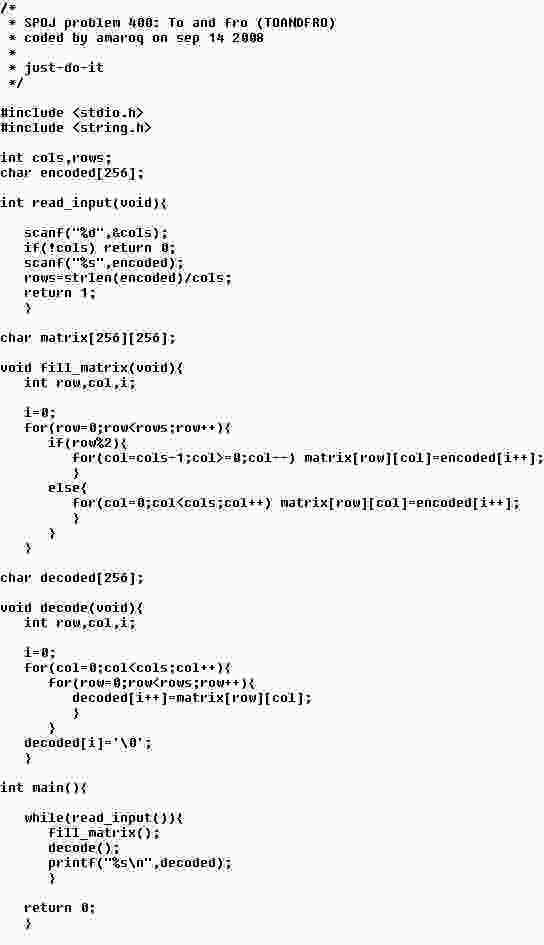 /*
 * SPOJ problem 400: To and fro (TOANDFRO)
 * coded by amaroq on sep 14 2008
 *
 * just-do-it
 */

#include <stdio.h>
#include <string.h>

int cols,rows;
char encoded[256];

int read_input(void){

   scanf("%d",&cols);
   if(!cols) return 0;
   scanf("%s",encoded);
   rows=strlen(encoded)/cols;
   return 1;
   }

char matrix[256][256];

void fill_matrix(void){
   int row,col,i;

   i=0;
   for(row=0;row<rows;row++){
      if(row%2){
         for(col=cols-1;col>=0;col--) matrix[row][col]=encoded[i++];
         }
      else{
         for(col=0;col<cols;col++) matrix[row][col]=encoded[i++];
         }
      }
   }

char decoded[256];

void decode(void){
   int row,col,i;

   i=0;
   for(col=0;col<cols;col++){
      for(row=0;row<rows;row++){
         decoded[i++]=matrix[row][col];
         }
      }
   decoded[i]='\0';
   }

int main(){

   while(read_input()){
      fill_matrix();
      decode();
      printf("%s\n",decoded);
      }

   return 0;
   }